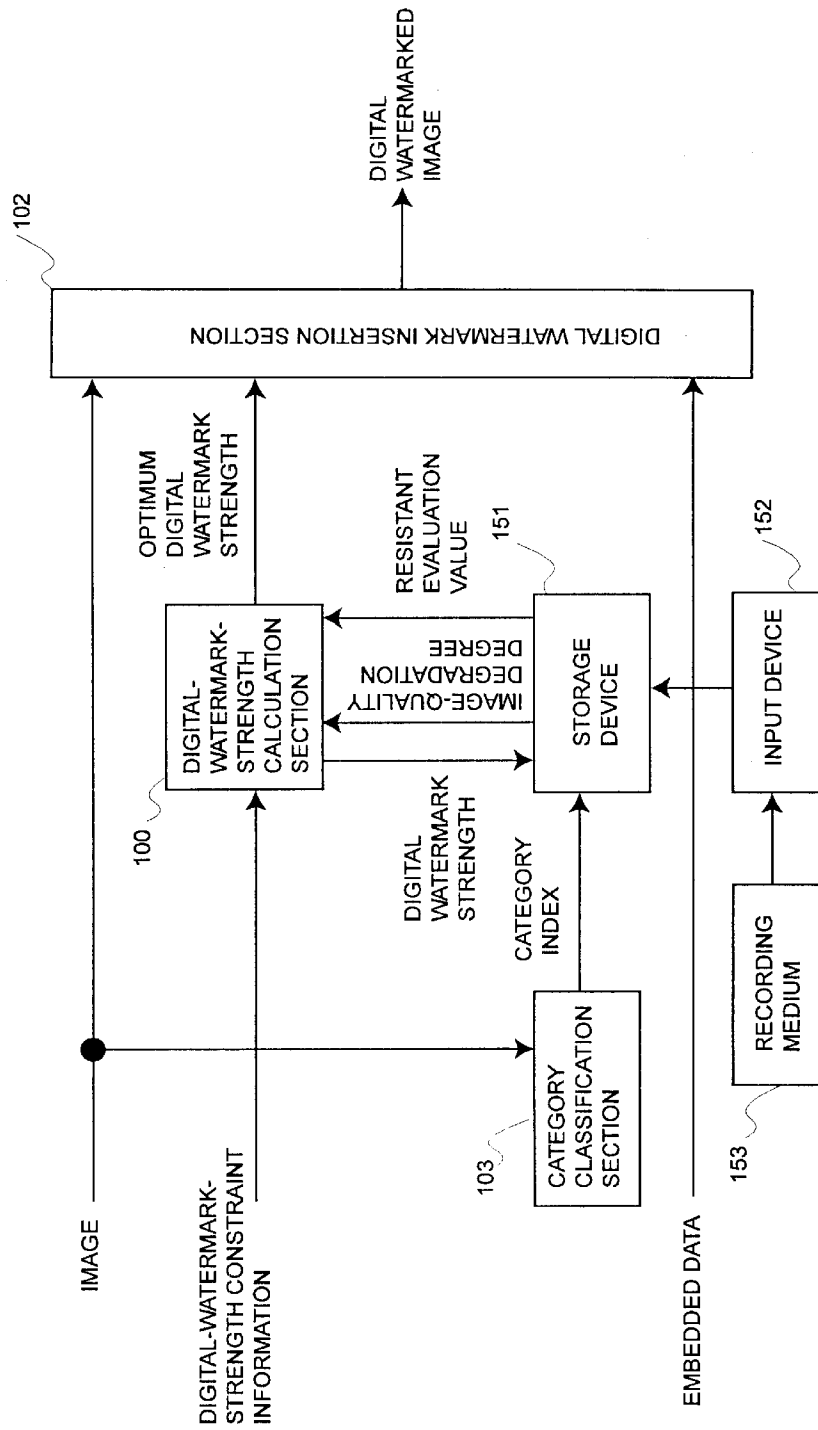 IMAGE
DIGITAL-WATERMARK-
STRENGTH CONSTRAINT
INFORMATION
EMBEDDED DATA
103
CATEGORY
CLASSIFICATION
SECTION
153
RECORDING
MEDIUM
CATEGORY
INDEX
100
DIGITAL-
WATERMARK-
STRENGTH
CALCULATION
SECTION
DIGITAL
WATERMARK
STRENGTH
IMAGE-QUALITY
DEGRADATION
DEGREE
RESISTANT
EVALUATION
VALUE
151
STORAGE
DEVICE
152
INPUT DEVICE
OPTIMUM
DIGITAL
WATERMARK
STRENGTH
102
DIGITAL WATERMARK INSERTION SECTION
DIGITAL
WATERMARKED
IMAGE